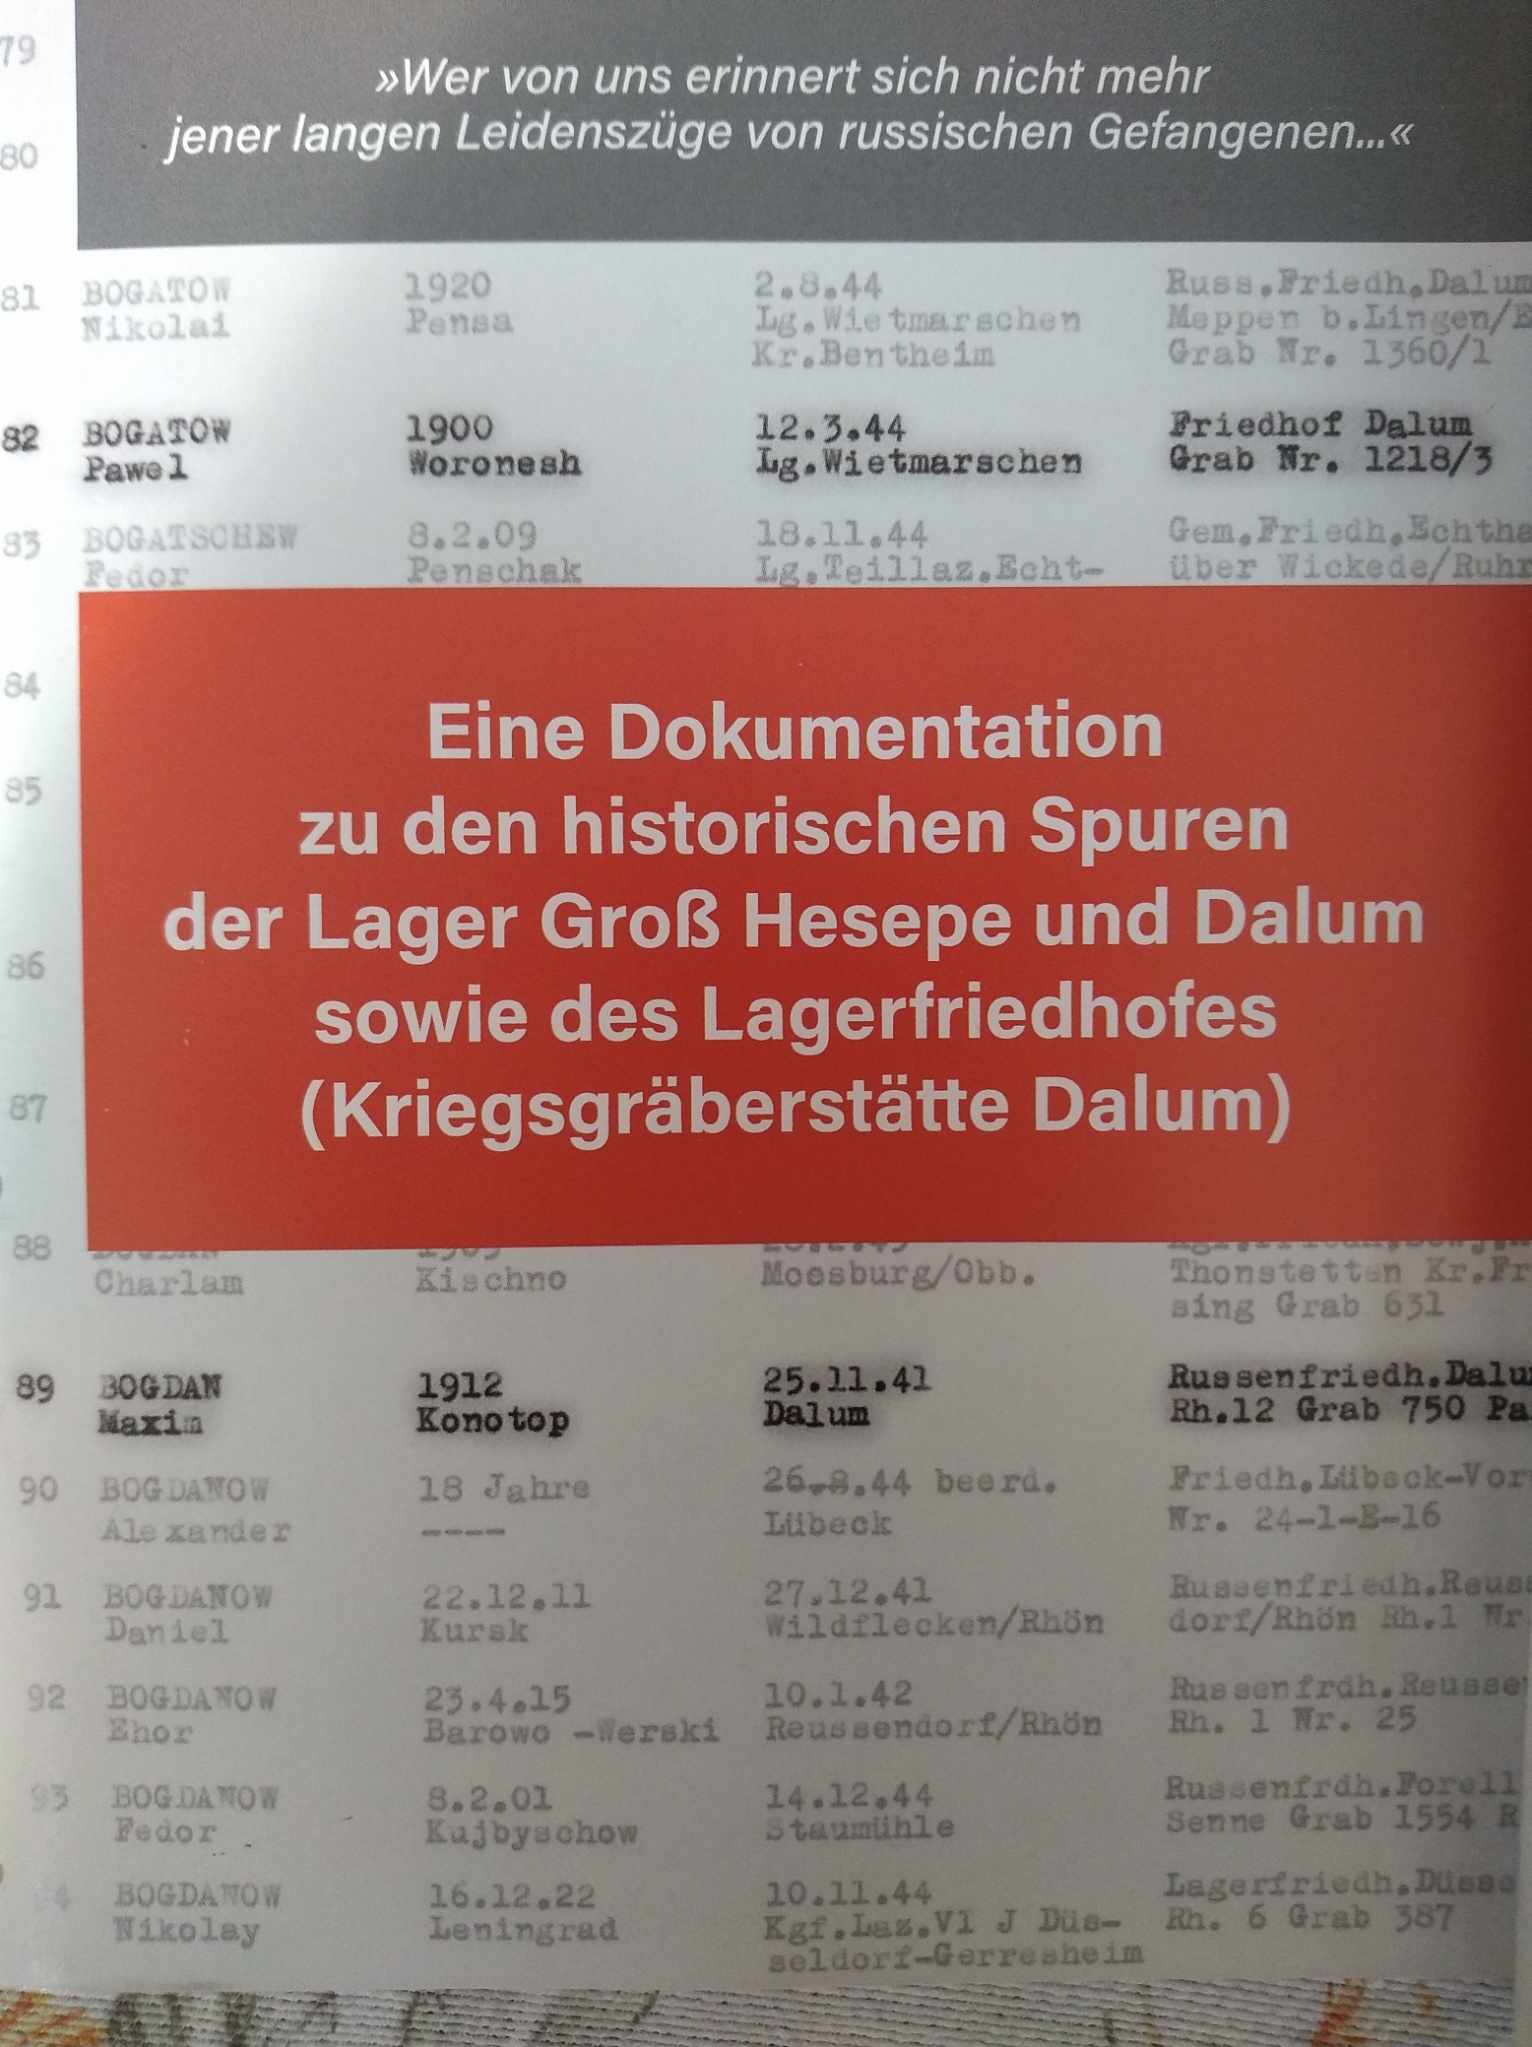 79
»Wer von uns erinnert sich nicht mehr
80 jener langen Leidenszüge von russischen Gefangenen...«
81 BOGATOW 1920 2.8.44 Russ.Friedh.Dalum
Nikolai Pensa Lg.Wietmarschen Meppen b.Lingen/E
Kr.Bentheim Grab Nr. 1360/1
82 BOGATOW 1900 12.3.44 Friedhof Dalum
Pawel Woronesh Lg.Wietmarschen Grab Nr. 1218/3
83 BOGATSCHEW 8.2.09 18.11.44 Gem.Friedh.Echtha
Fedor Penschak Lg.Teillaz.Echt- über Wickede/Ruhr
84
Eine Dokumentation
85
zu den historischen Spuren
der Lager Groß Hesepe und Dalum
86
sowie des Lagerfriedhofes
87 (Kriegsgräberstätte Dalum)
88
Charlam Kischno Moosburg/Obb. Thonstetten Kr.Fr
sing Grab 631
89 BOGDAN 1912 25.11.41 Russenfriedh.Dalu
Maxim Konotop Dalum Rh.12 Grab 750 Pa
90 BOGDANOW 18 Jahre 26.8.44 beerd. Friedh.Lübeck-Vor
Alexander ---- Lübeck Nr. 24-1-E-16
91 BOGDANOW 22.12.11 27.12.41 Russenfriedh.Reus
Daniel Kursk Wildflecken/Rhön dorf/Rhön Rh.1 Nr
92 BOGDANOW 23.4.15 10.1.42 Russenfrdh.Reusse
Ehor Barowo -Werski Reussendorf/Rhön Rh. 1 Nr. 25
93 BOGDANOW 8.2.01 14.12.44 Russenfrdh.Forell
Fedor Kujbyschow Staumühle Senne Grab 1554 R
94 BOGDANOW 16.12.22 10.11.44 Lagerfriedh.Düsse
Nikolay Leningrad Kgf.Laz.Vl J Düs- Rh. 6 Grab 387
seldorf-Gerresheim